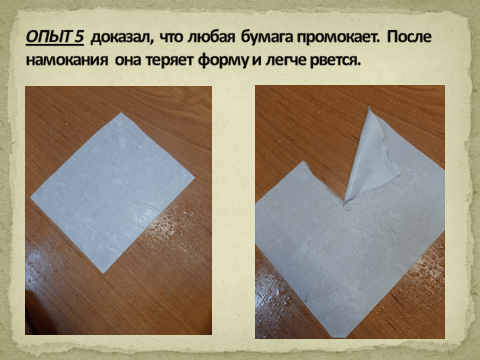 ОПЫТ 5 доказал, что любая бумага промокает. После
намокания она теряет форму и легче рвется.